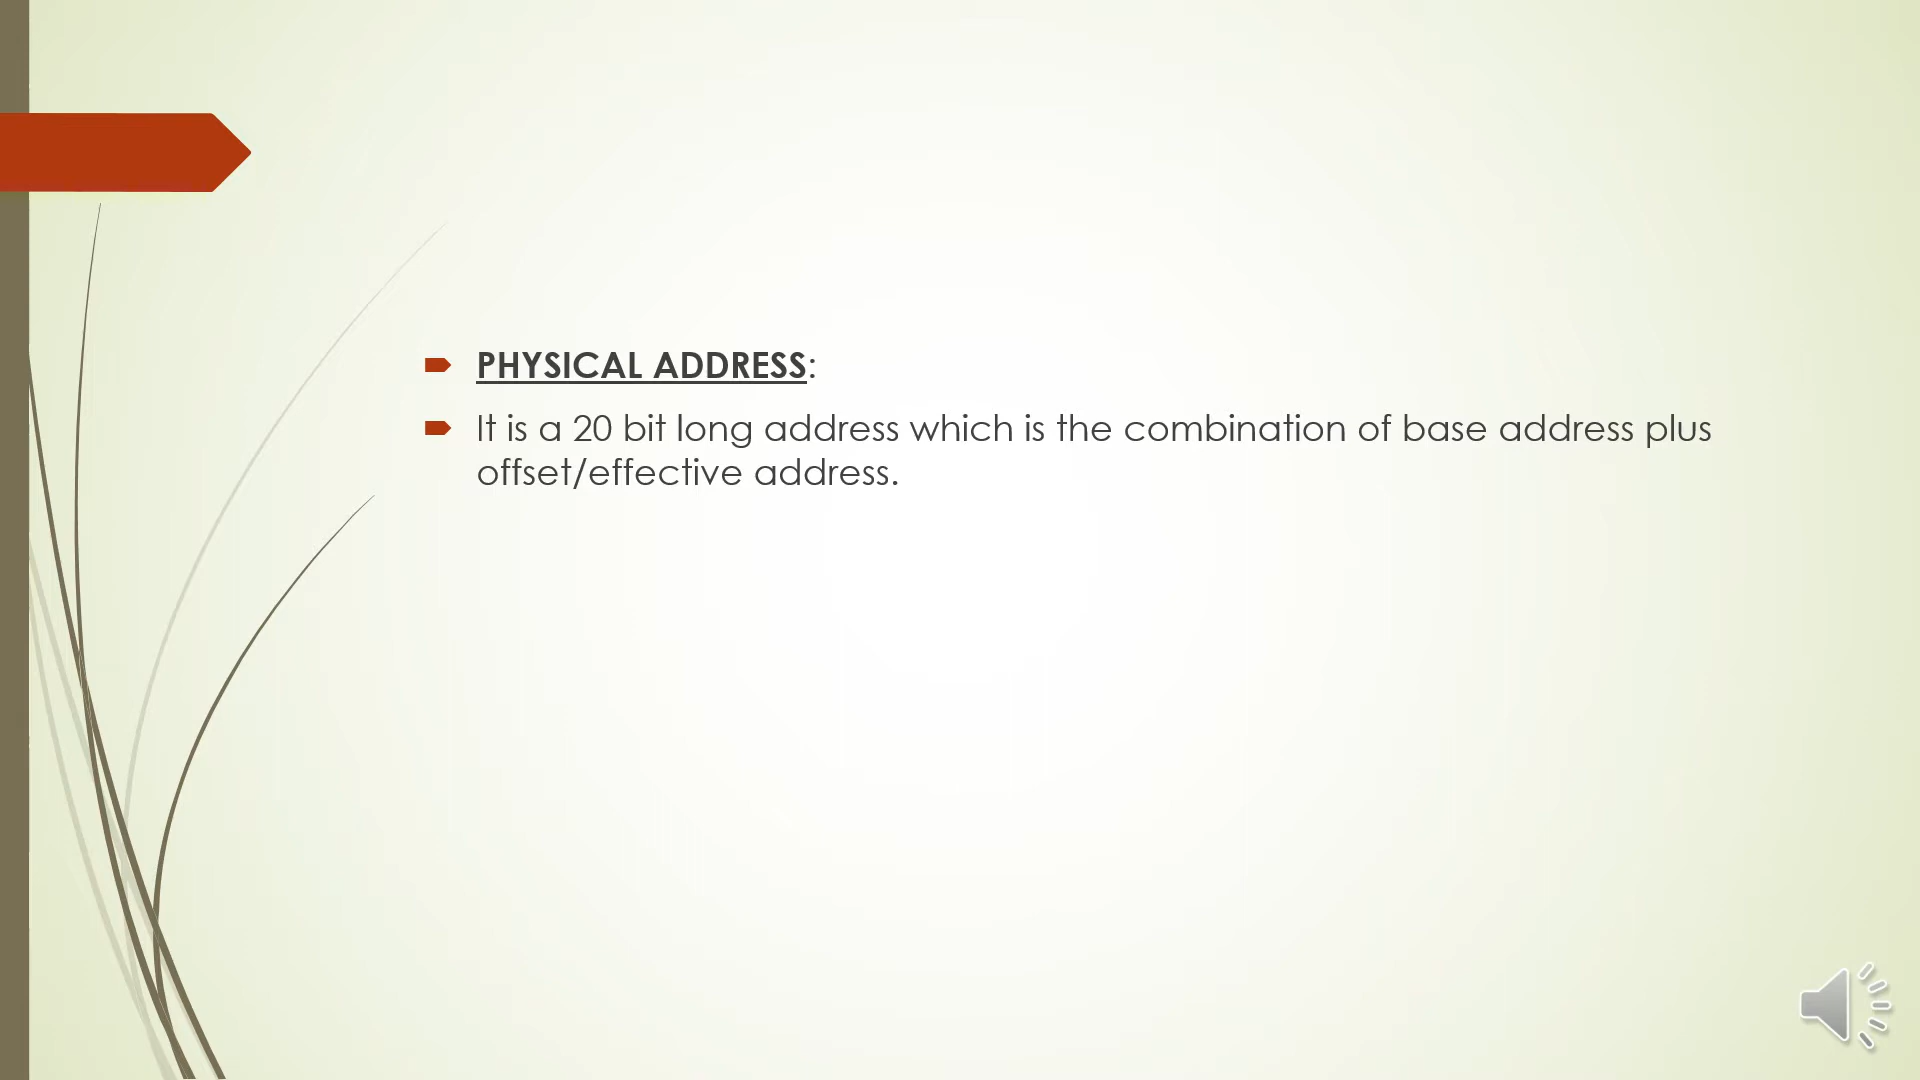 PHYSICAL ADDRESS:
It is a 20 bit long address which is the combination of base address plus
offset/effective address.